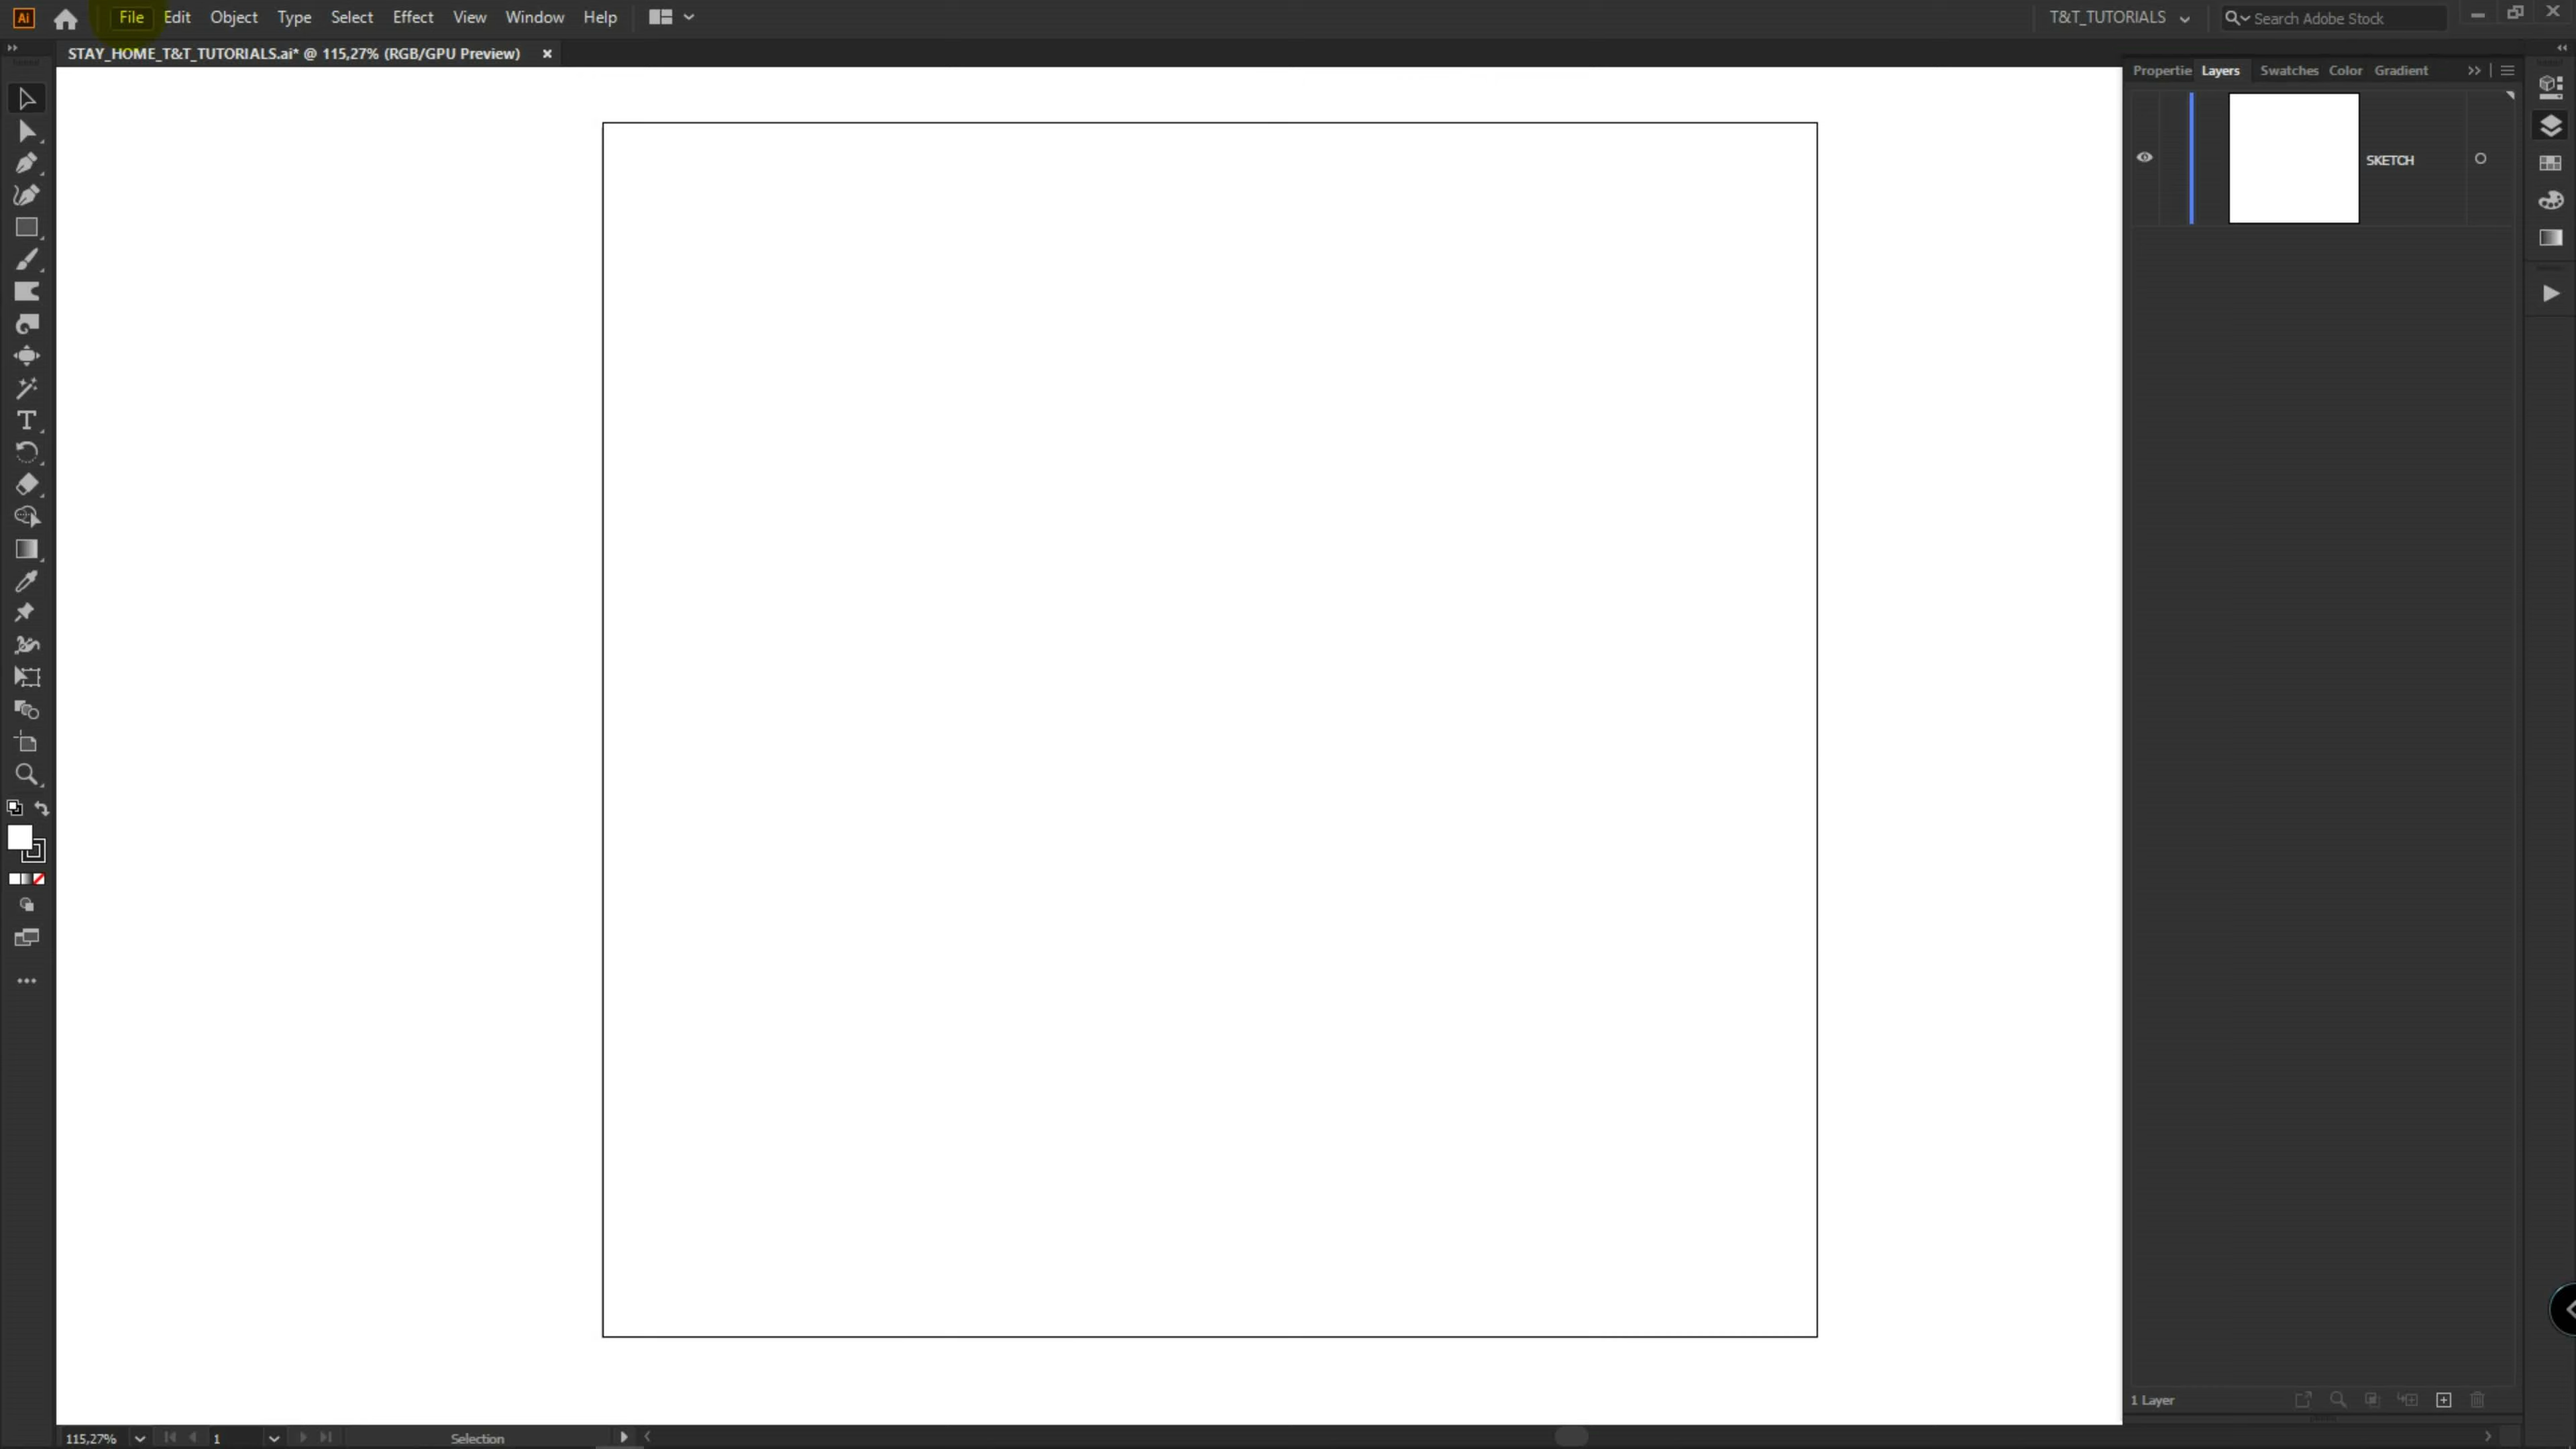 Ai File Edit Object Type Select Effect View Window Help T&T_TUTORIALS Search Adobe Stock
STAY_HOME_T&T_TUTORIALS.ai* @ 115,27% (RGB/GPU Preview)
Propertie Layers Swatches Color Gradient
SKETCH
1 Layer
115,27% 1 Selection